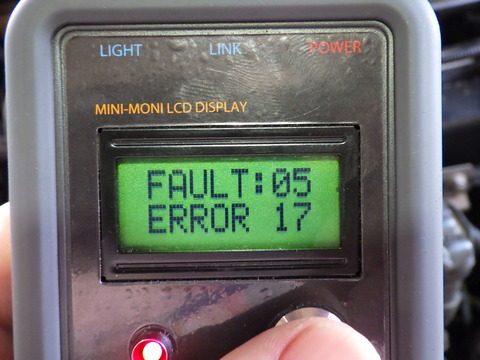 LIGHT LINK POWER
MINI-MONI LCD DISPLAY
FAULT:05
ERROR 17